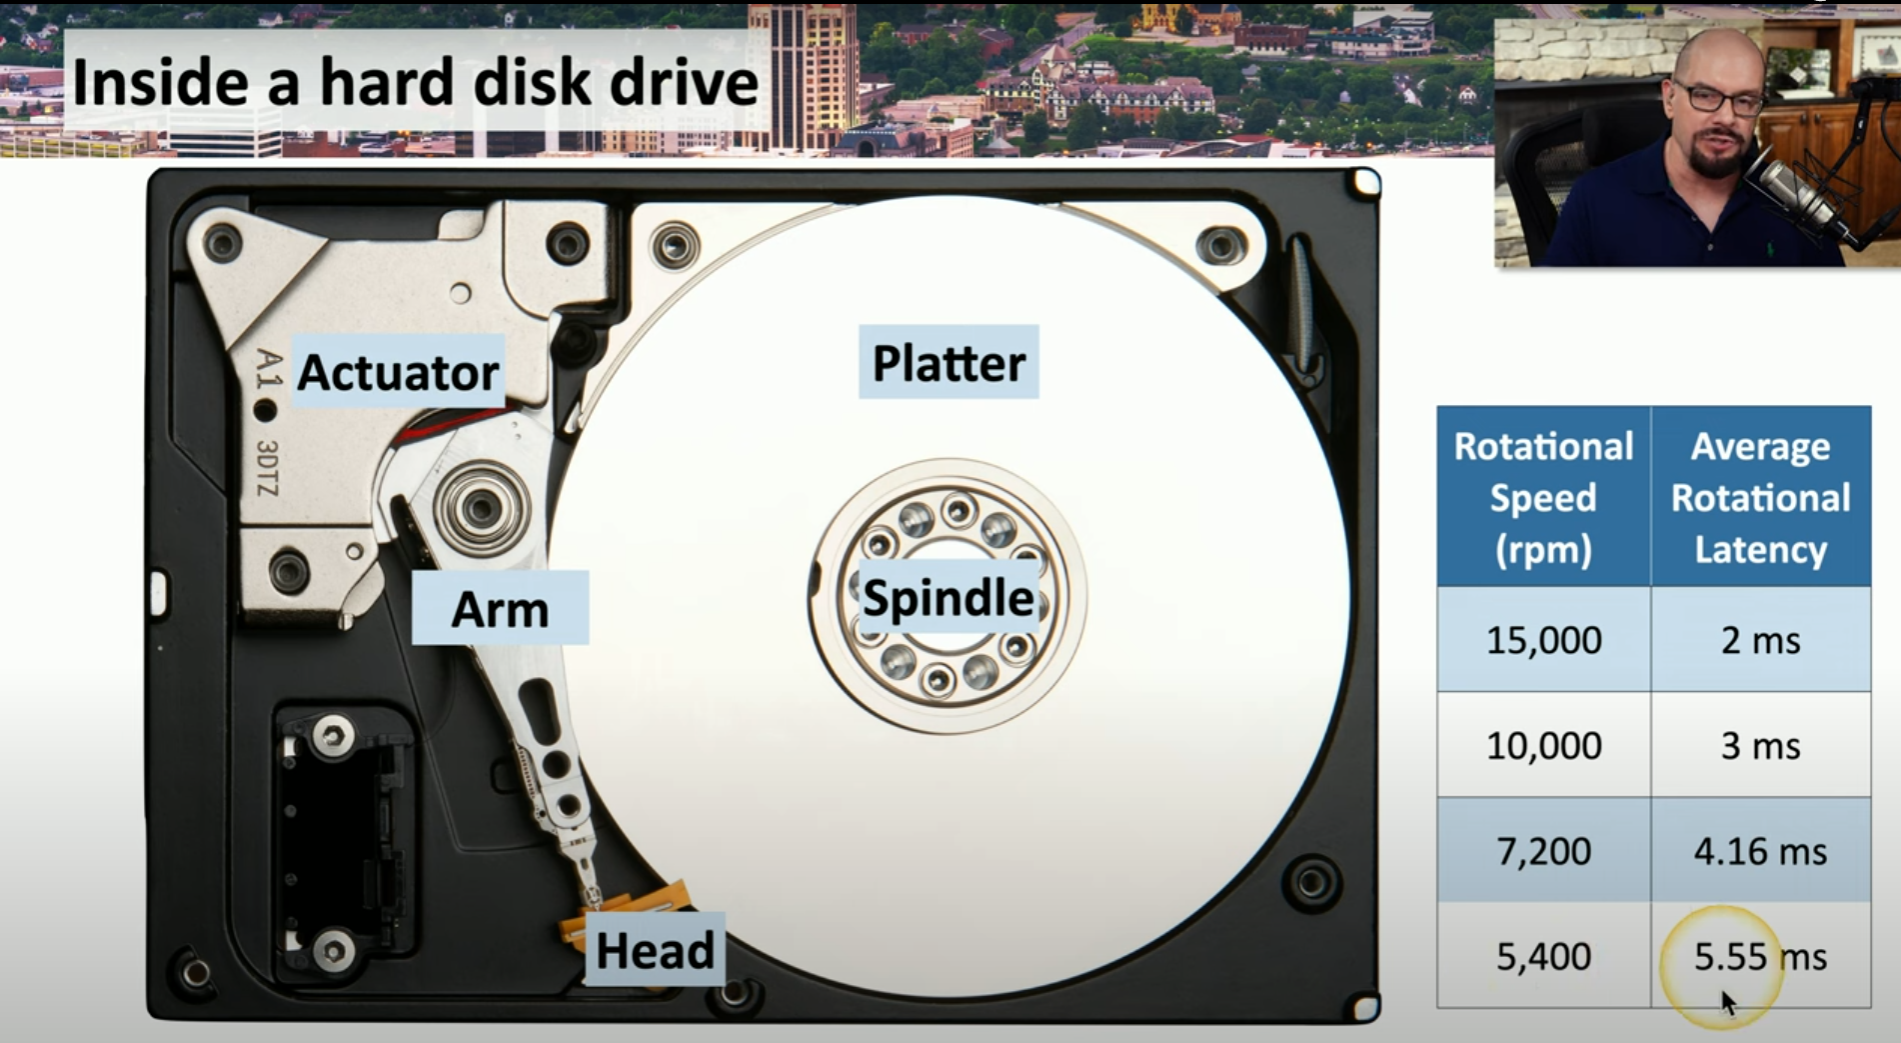 Inside a hard disk drive
A1
3DTZ
Actuator
Platter
Arm
Spindle
Head
Rotational Speed (rpm)
Average Rotational Latency
15,000 2 ms
10,000 3 ms
7,200 4.16 ms
5,400 5.55 ms